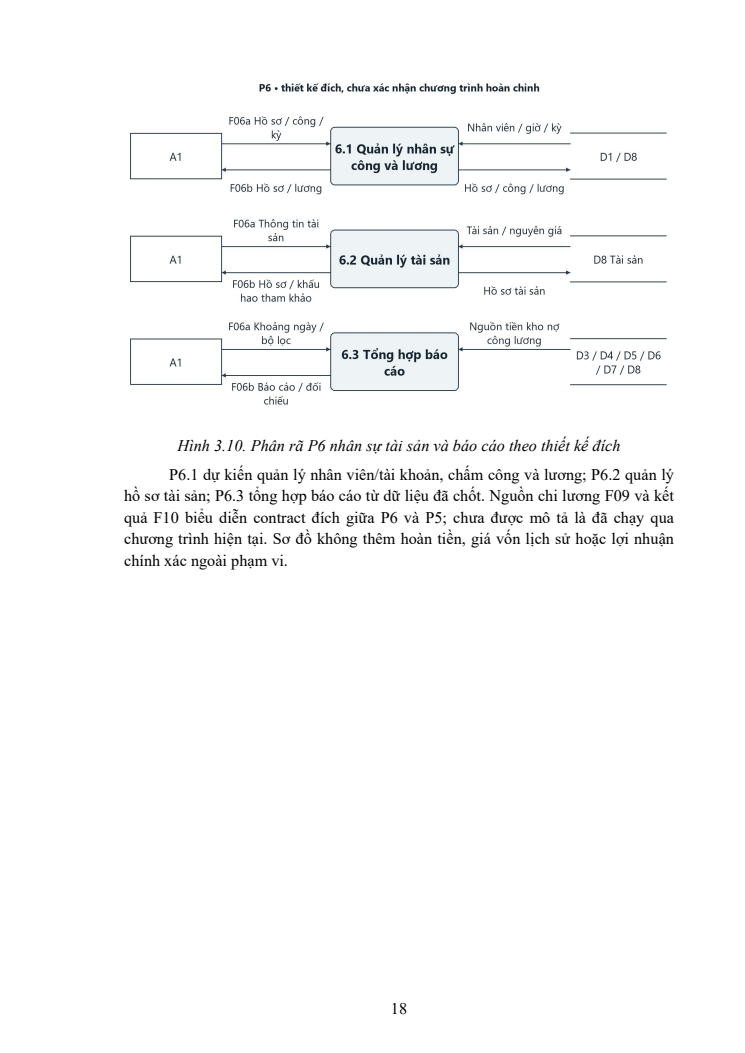 P6 • thiết kế đích, chưa xác nhận chương trình hoàn chỉnh
F06a Hồ sơ / công /
kỳ
A1
F06b Hồ sơ / lương
6.1 Quản lý nhân sự
công và lương
Nhân viên / giờ / kỳ
Hồ sơ / công / lương
D1 / D8
F06a Thông tin tài
sản
A1
F06b Hồ sơ / khấu
hao tham khảo
6.2 Quản lý tài sản
Tài sản / nguyên giá
Hồ sơ tài sản
D8 Tài sản
F06a Khoảng ngày /
bộ lọc
A1
F06b Báo cáo / đối
chiếu
6.3 Tổng hợp báo
cáo
Nguồn tiền kho nợ
công lương
D3 / D4 / D5 / D6
/ D7 / D8
Hình 3.10. Phân rã P6 nhân sự tài sản và báo cáo theo thiết kế đích
P6.1 dự kiến quản lý nhân viên/tài khoản, chấm công và lương; P6.2 quản lý
hồ sơ tài sản; P6.3 tổng hợp báo cáo từ dữ liệu đã chốt. Nguồn chi lương F09 và kết
quả F10 biểu diễn contract đích giữa P6 và P5; chưa được mô tả là đã chạy qua
chương trình hiện tại. Sơ đồ không thêm hoàn tiền, giá vốn lịch sử hoặc lợi nhuận
chính xác ngoài phạm vi.
18